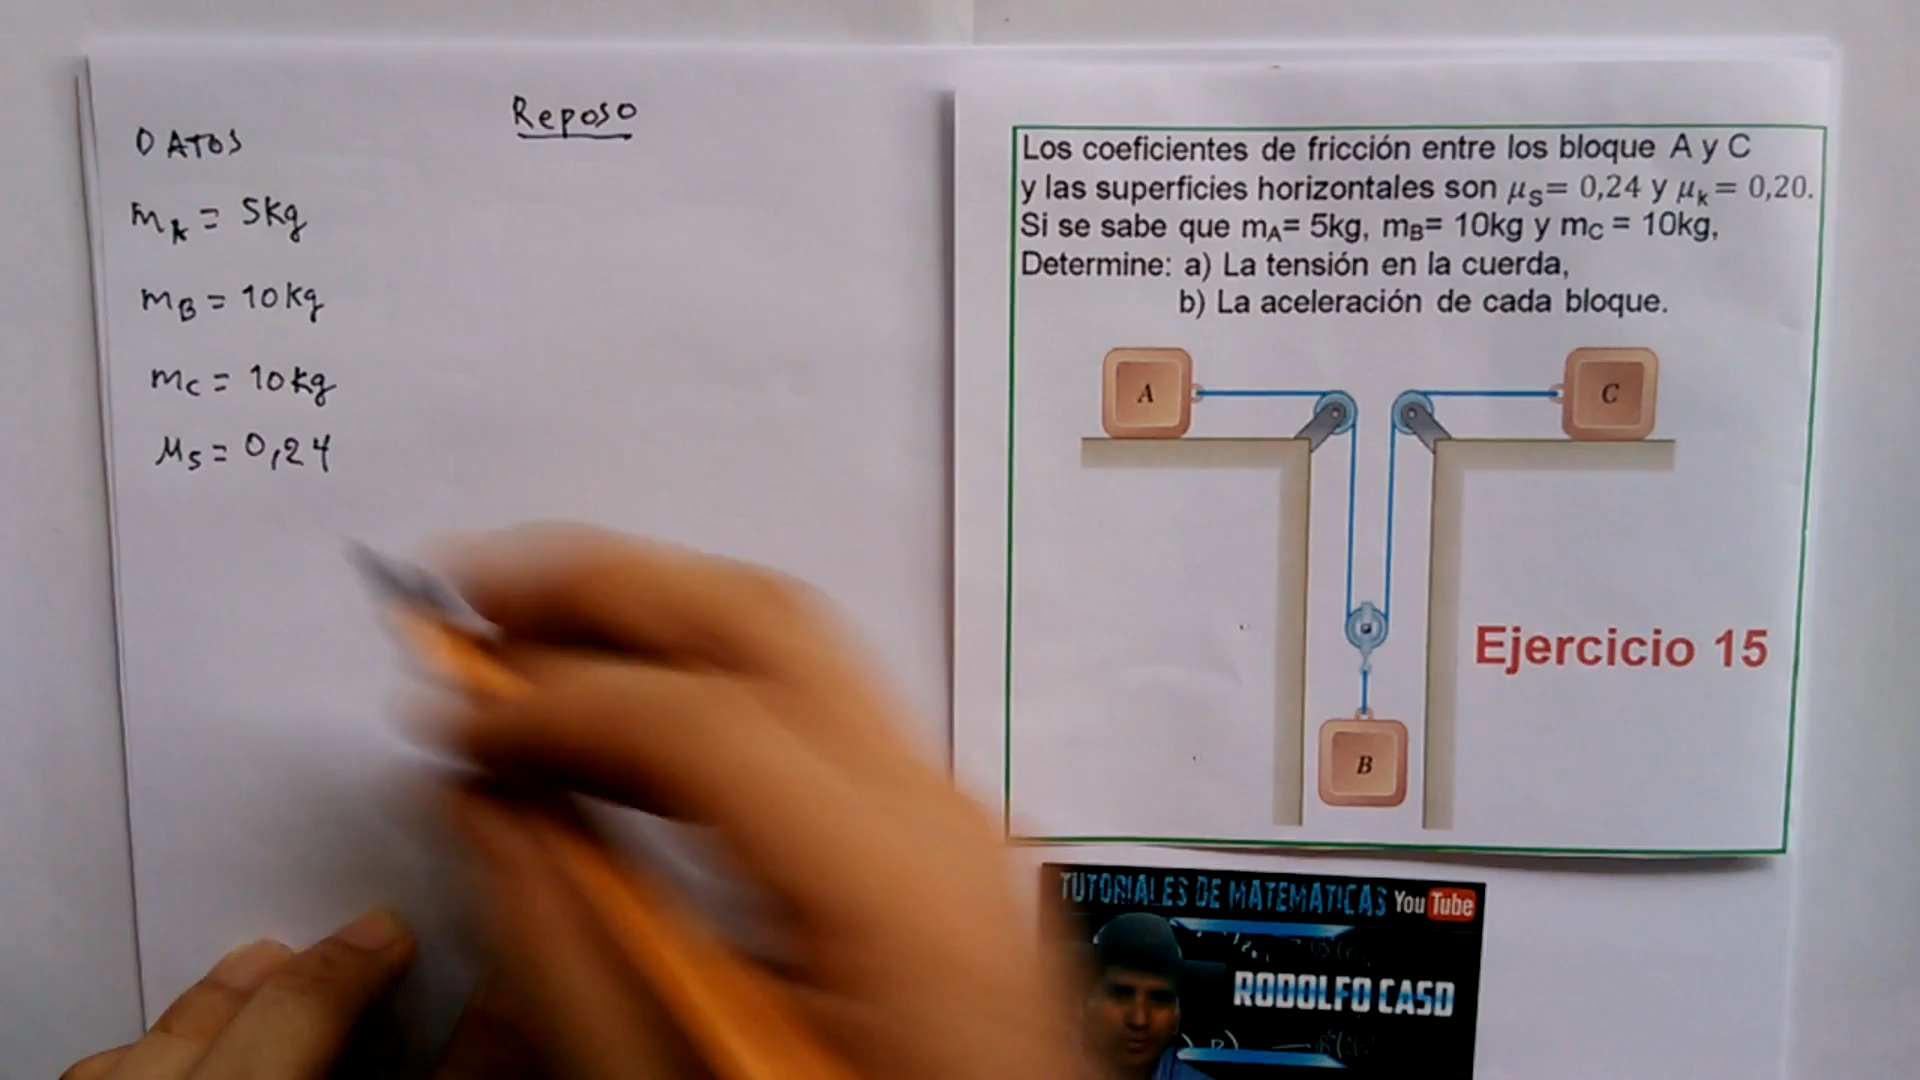 DATOS
Reposo
mA = 5kg
mB = 10kg
mC = 10kg
μs = 0,24
Los coeficientes de fricción entre los bloque A y C
y las superficies horizontales son μs= 0,24 y μk = 0,20.
Si se sabe que mA= 5kg, mB= 10kg y mC = 10kg,
Determine: a) La tensión en la cuerda,
b) La aceleración de cada bloque.
A
C
Ejercicio 15
B
TUTORIALES DE MATEMATICAS YouTube
RODOLFO CASO